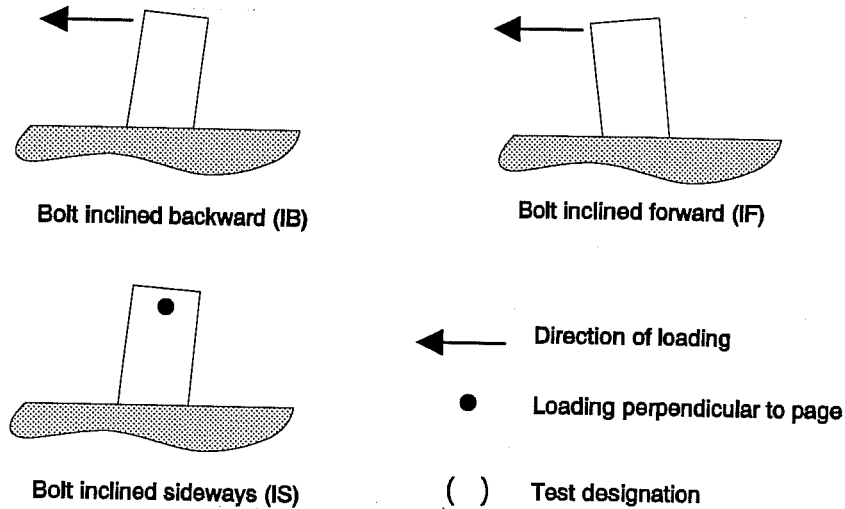 Bolt inclined backward (IB)
Bolt inclined forward (IF)
Direction of loading
Loading perpendicular to page
Bolt inclined sideways (IS)
( ) Test designation